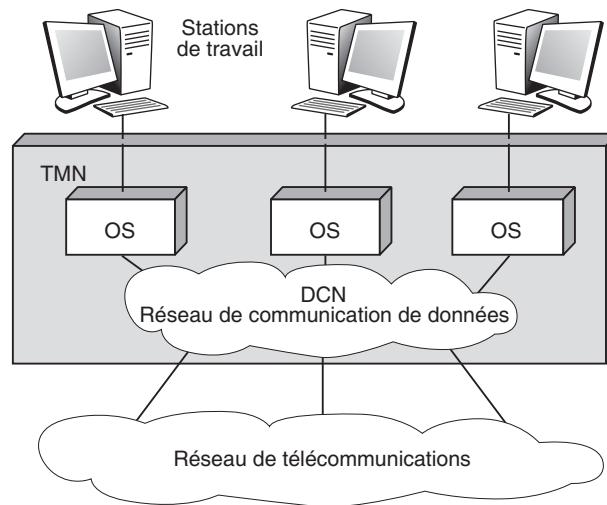 Stations
de travail
TMN
OS OS OS
DCN
Réseau de communication de données
Réseau de télécommunications